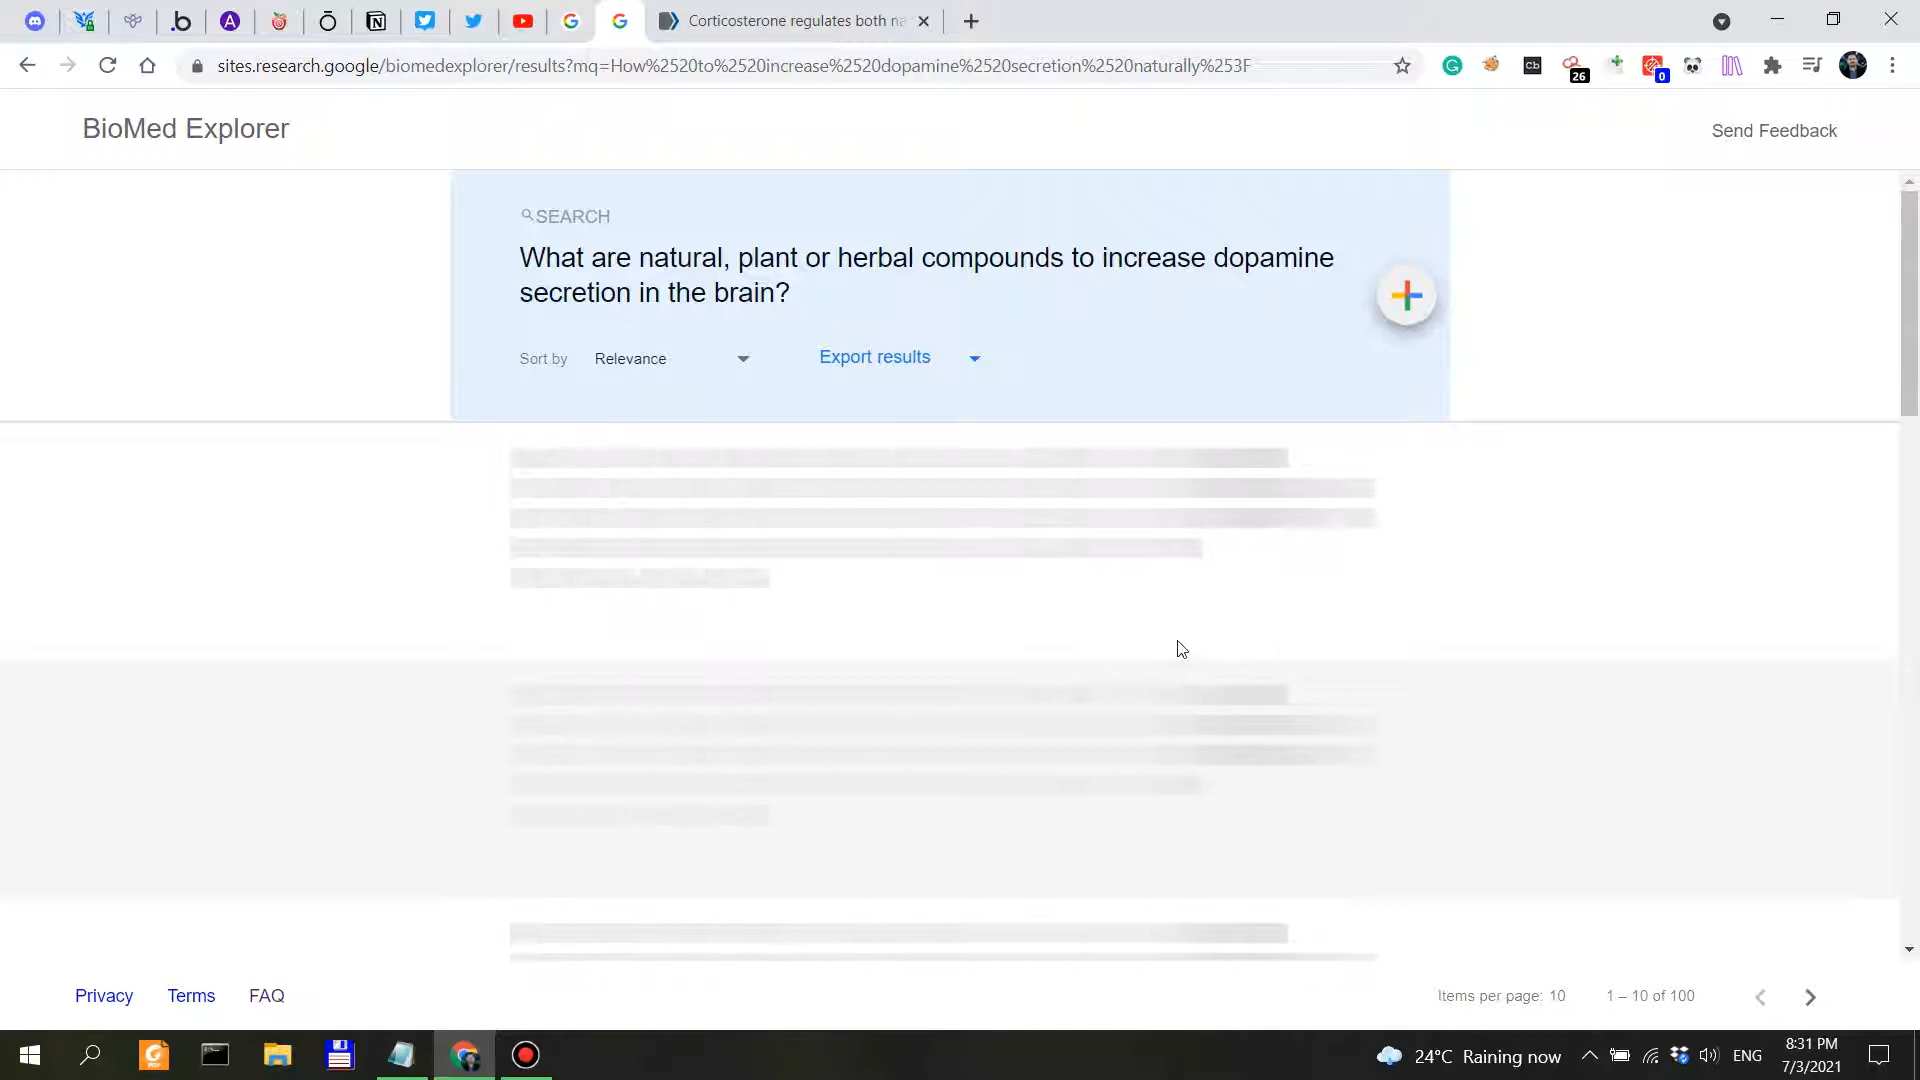 Corticosterone regulates both na
sites.research.google/biomedexplorer/results?mq=How%2520to%2520increase%2520dopamine%2520secretion%2520naturally%253F
Cb
26
0
BioMed Explorer
Send Feedback
SEARCH
What are natural, plant or herbal compounds to increase dopamine
secretion in the brain?
Sort by Relevance
Export results
Privacy
Terms
FAQ
Items per page: 10
1 – 10 of 100
24°C Raining now
ENG
8:31 PM
7/3/2021